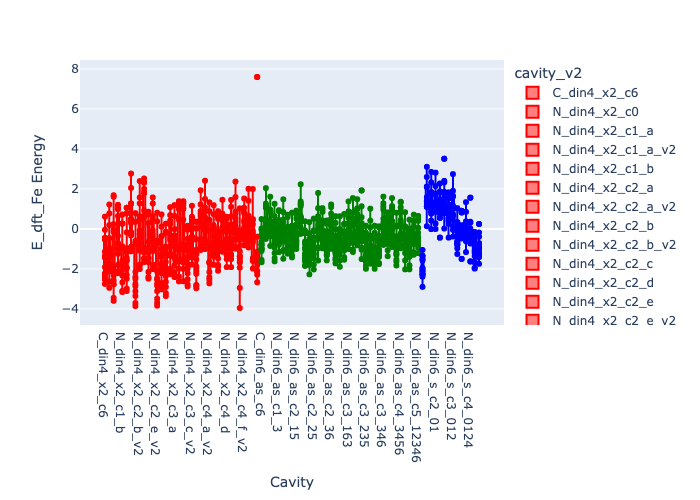 cavity_v2
C_din4_x2_c6
N_din4_x2_c0
N_din4_x2_c1_a
N_din4_x2_c1_a_v2
N_din4_x2_c1_b
N_din4_x2_c2_a
N_din4_x2_c2_a_v2
N_din4_x2_c2_b
N_din4_x2_c2_b_v2
N_din4_x2_c2_c
N_din4_x2_c2_d
N_din4_x2_c2_e
N_din4_x2_c2_e_v2
E_dft_Fe Energy
8
6
4
2
0
−2
−4
C_din4_x2_c6
N_din4_x2_c1_b
N_din4_x2_c2_b_v2
N_din4_x2_c2_e_v2
N_din4_x2_c3_a
N_din4_x2_c3_c_v2
N_din4_x2_c4_a_v2
N_din4_x2_c4_d
N_din4_x2_c4_f_v2
C_din6_as_c6
N_din6_as_c1_3
N_din6_as_c2_15
N_din6_as_c2_25
N_din6_as_c2_36
N_din6_as_c3_163
N_din6_as_c3_235
N_din6_as_c3_346
N_din6_as_c4_3456
N_din6_as_c5_12346
N_din6_s_c2_01
N_din6_s_c3_012
N_din6_s_c4_0124
Cavity